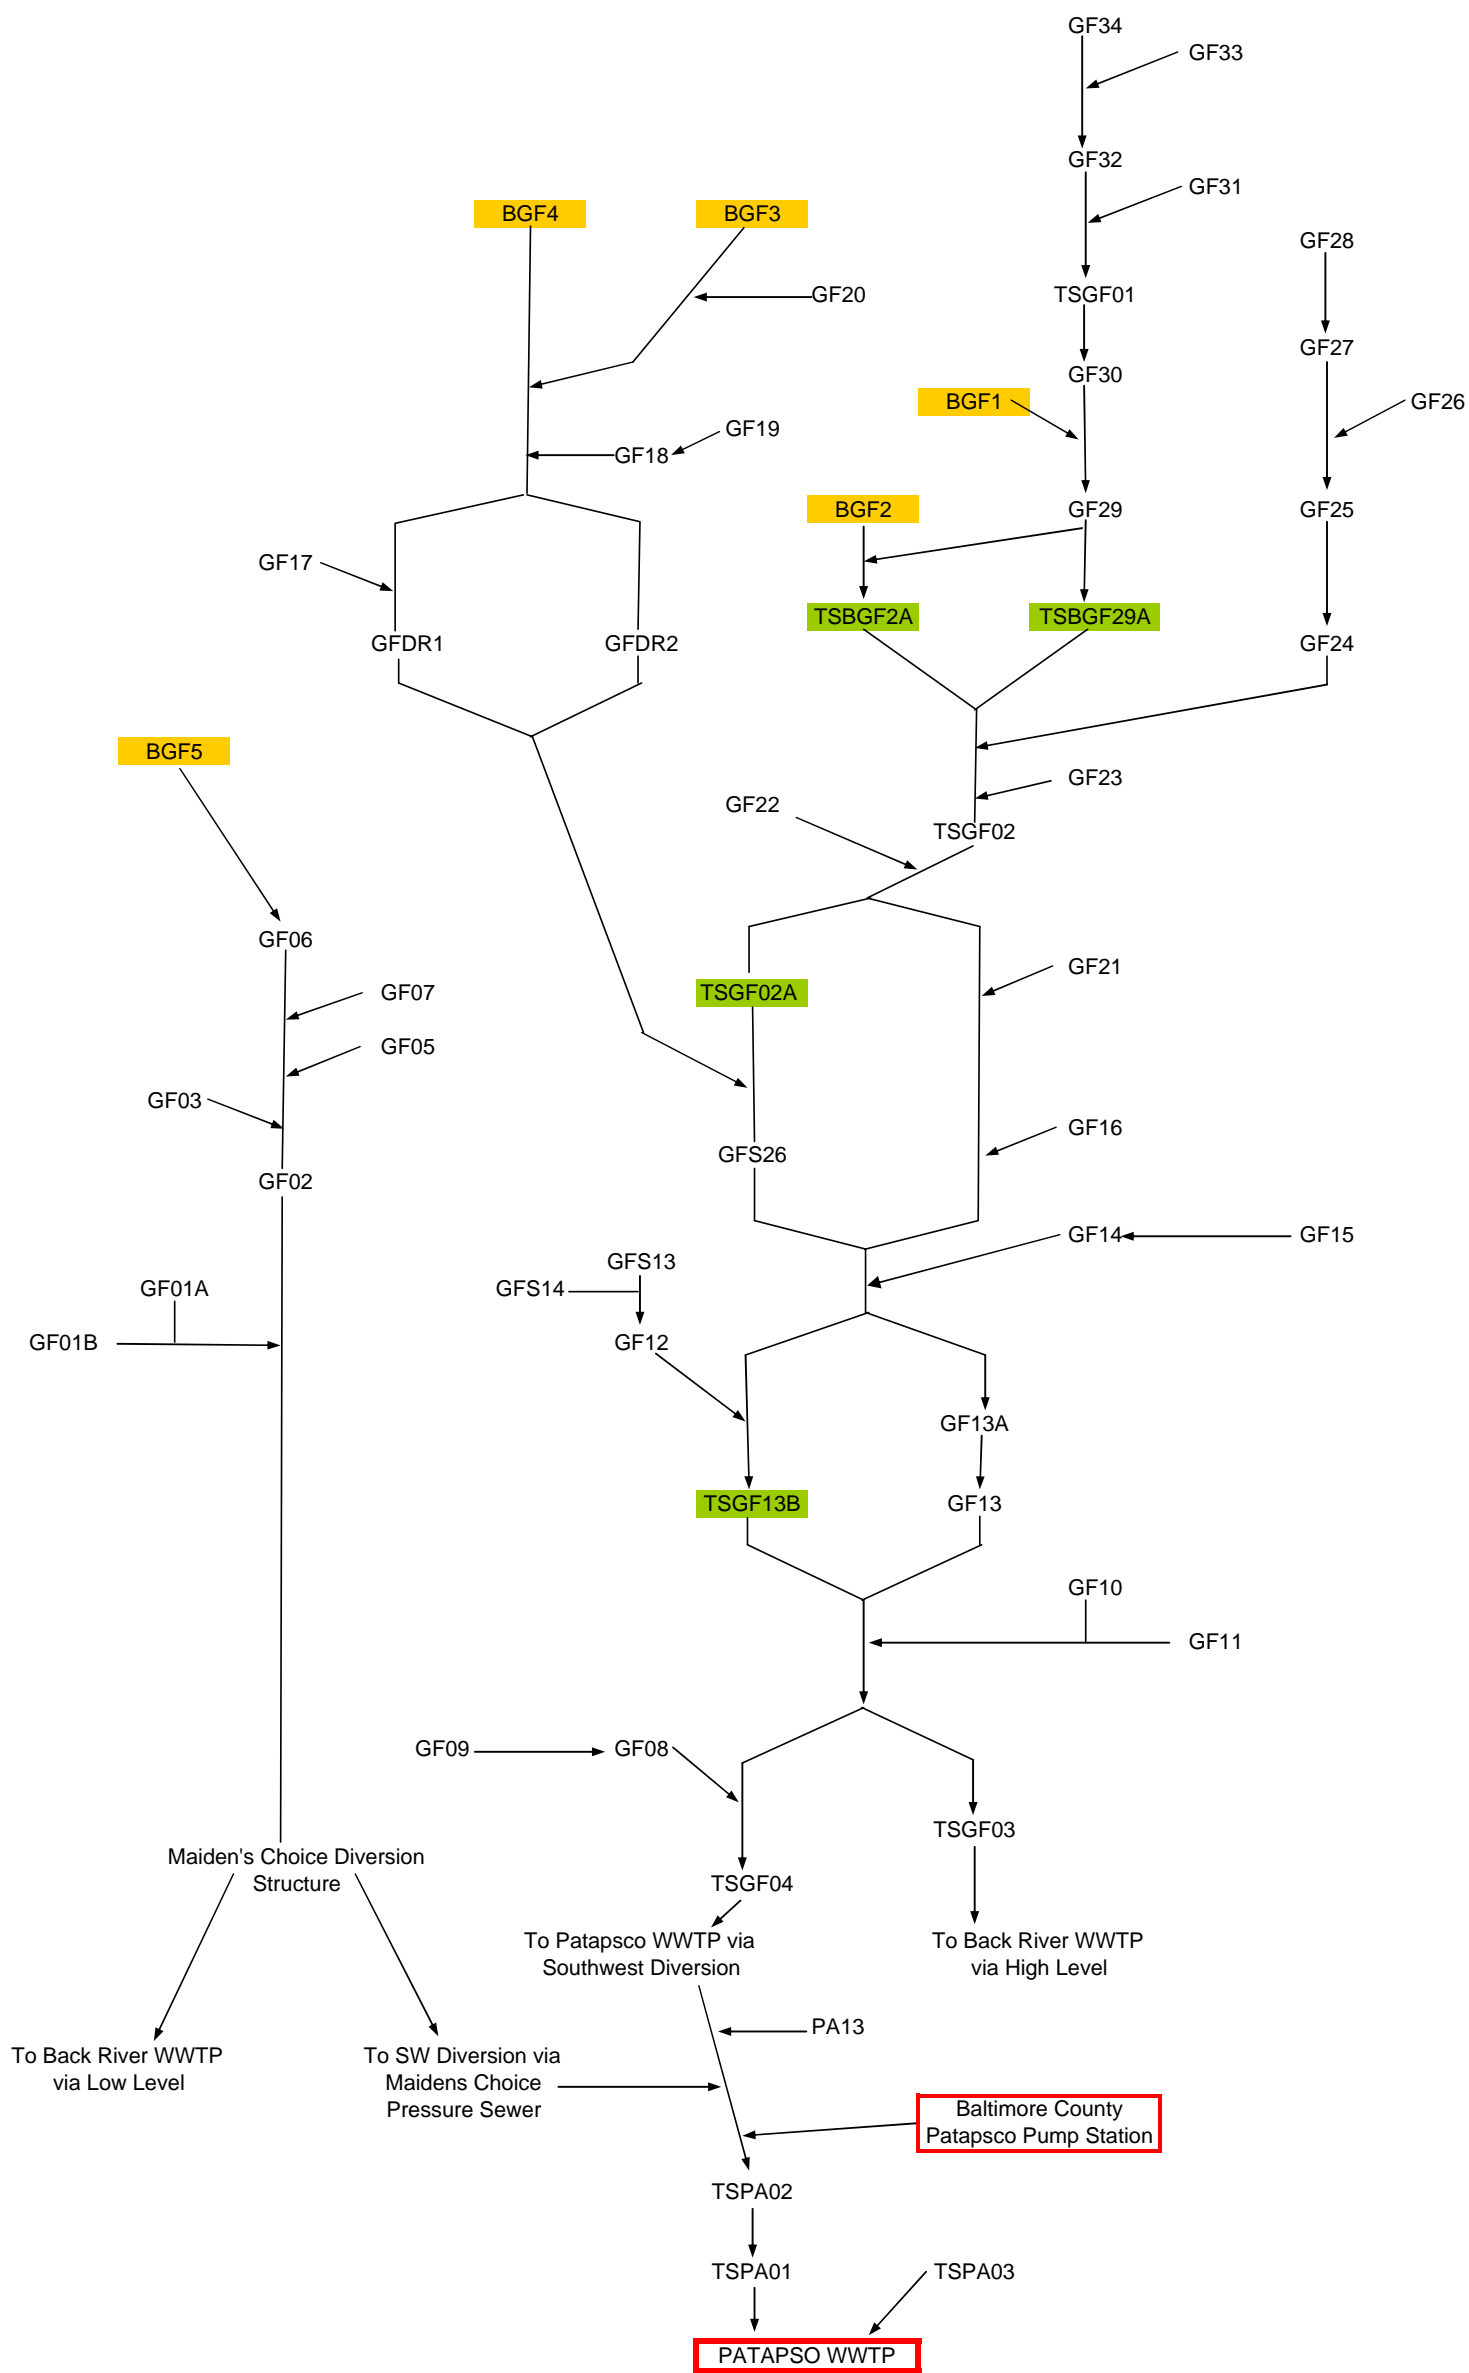 GF34
GF33
GF32
GF31
BGF4
BGF3
GF28
GF20
TSGF01
GF27
GF30
BGF1
GF26
GF19
GF18
BGF2
GF29
GF25
GF17
TSBGF2A
TSBGF29A
GFDR1
GFDR2
GF24
BGF5
GF23
GF22
TSGF02
GF06
GF21
GF07
TSGF02A
GF05
GF03
GF16
GFS26
GF02
GF14
GF15
GFS13
GF01A
GFS14
GF01B
GF12
GF13A
TSGF13B
GF13
GF10
GF11
GF09
GF08
TSGF03
Maiden's Choice Diversion
Structure
TSGF04
To Patapsco WWTP via
Southwest Diversion
To Back River WWTP
via High Level
PA13
To Back River WWTP
via Low Level
To SW Diversion via
Maidens Choice
Pressure Sewer
Baltimore County
Patapsco Pump Station
TSPA02
TSPA01
TSPA03
PATAPSO WWTP